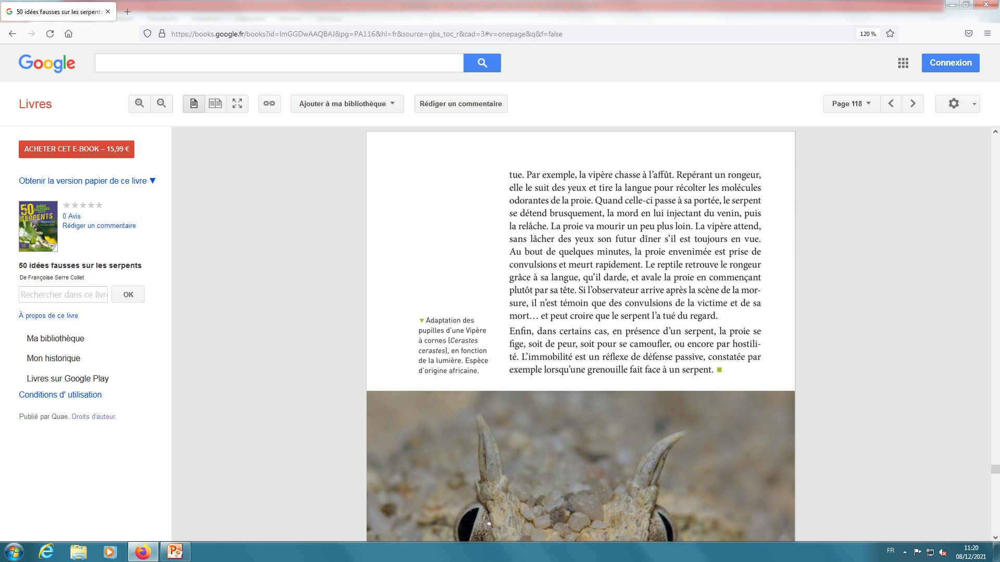 50 idées fausses sur les serpents
https://books.google.fr/books?id=lmGGDwAAQBAJ&pg=PA116&hl=fr&source=gbs_toc_r&cad=3#v=onepage&q&f=false
120 %
Google
Connexion
Livres
Ajouter à ma bibliothèque
Rédiger un commentaire
Page 118
ACHETER CET E-BOOK – 15,99 €
Obtenir la version papier de ce livre ▼
50 IDÉES
FAUSSES SUR LES
SERPENTS
0 Avis
Rédiger un commentaire
50 idées fausses sur les serpents
De Françoise Serre Collet
Rechercher dans ce livre
OK
À propos de ce livre
Ma bibliothèque
Mon historique
Livres sur Google Play
Conditions d' utilisation
Publié par Quae. Droits d'auteur.
tue. Par exemple, la vipère chasse à l’affût. Repérant un rongeur,
elle le suit des yeux et tire la langue pour récolter les molécules
odorantes de la proie. Quand celle-ci passe à sa portée, le serpent
se détend brusquement, la mord en lui injectant du venin, puis
la relâche. La proie va mourir un peu plus loin. La vipère attend,
sans lâcher des yeux son futur dîner s’il est toujours en vue.
Au bout de quelques minutes, la proie envenimée est prise de
convulsions et meurt rapidement. Le reptile retrouve le rongeur
grâce à sa langue, qu’il darde, et avale la proie en commençant
plutôt par sa tête. Si l’observateur arrive après la scène de la mor-
sure, il n’est témoin que des convulsions de la victime et de sa
mort… et peut croire que le serpent l’a tué du regard.
Enfin, dans certains cas, en présence d’un serpent, la proie se
fige, soit de peur, soit pour se camoufler, ou encore par hostili-
té. L’immobilité est un réflexe de défense passive, constatée par
exemple lorsqu’une grenouille fait face à un serpent. ■
▼ Adaptation des
pupilles d’une Vipère
à cornes (Cerastes
cerastes), en fonction
de la lumière. Espèce
d’origine africaine.
FR
11:20
08/12/2021